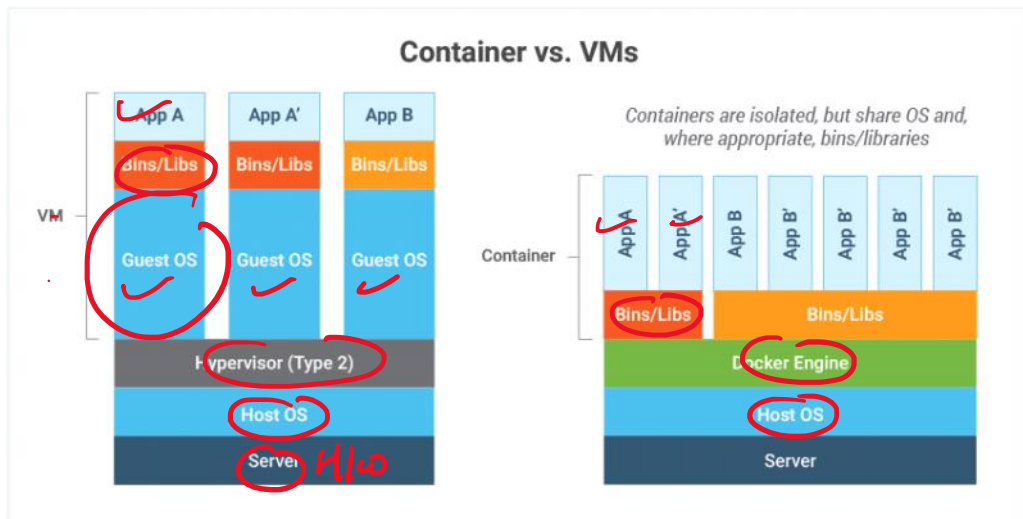 Container vs. VMs
App A
App A'
App B
Bins/Libs
Bins/Libs
Bins/Libs
VM
Guest OS
Guest OS
Guest OS
Hypervisor (Type 2)
Host OS
Server
H/W
Containers are isolated, but share OS and,
where appropriate, bins/libraries
Container
App A
App A'
App B
App B'
App B'
App B'
App B'
Bins/Libs
Bins/Libs
Docker Engine
Host OS
Server